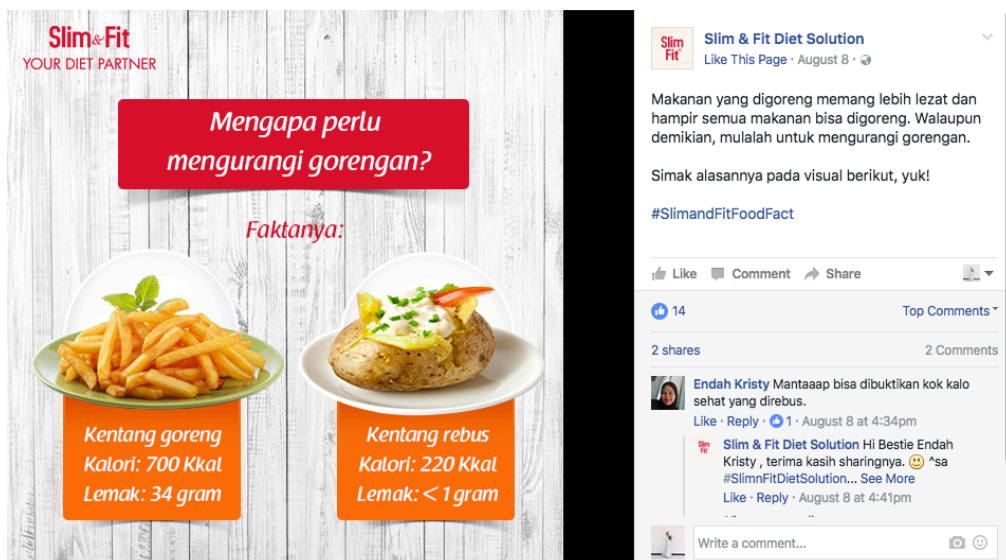 Slim&Fit
YOUR DIET PARTNER
Mengapa perlu
mengurangi gorengan?
Faktanya:
Kentang goreng
Kalori: 700 Kkal
Lemak: 34 gram
Kentang rebus
Kalori: 220 Kkal
Lemak: < 1 gram
Slim
Fit
Slim & Fit Diet Solution
Like This Page · August 8 ·
Makanan yang digoreng memang lebih lezat dan
hampir semua makanan bisa digoreng. Walaupun
demikian, mulalah untuk mengurangi gorengan.
Simak alasannya pada visual berikut, yuk!
#SlimandFitFoodFact
Like Comment Share
14 Top Comments
2 shares 2 Comments
Endah Kristy Mantaaap bisa dibuktikan kok kalo
sehat yang direbus.
Like · Reply · 1 · August 8 at 4:34pm
Slim
Fit
Slim & Fit Diet Solution Hi Bestie Endah
Kristy , terima kasih sharingnya. 🙂 ^sa
#SlimnFitDietSolution... See More
Like · Reply · August 8 at 4:41pm
Write a comment...